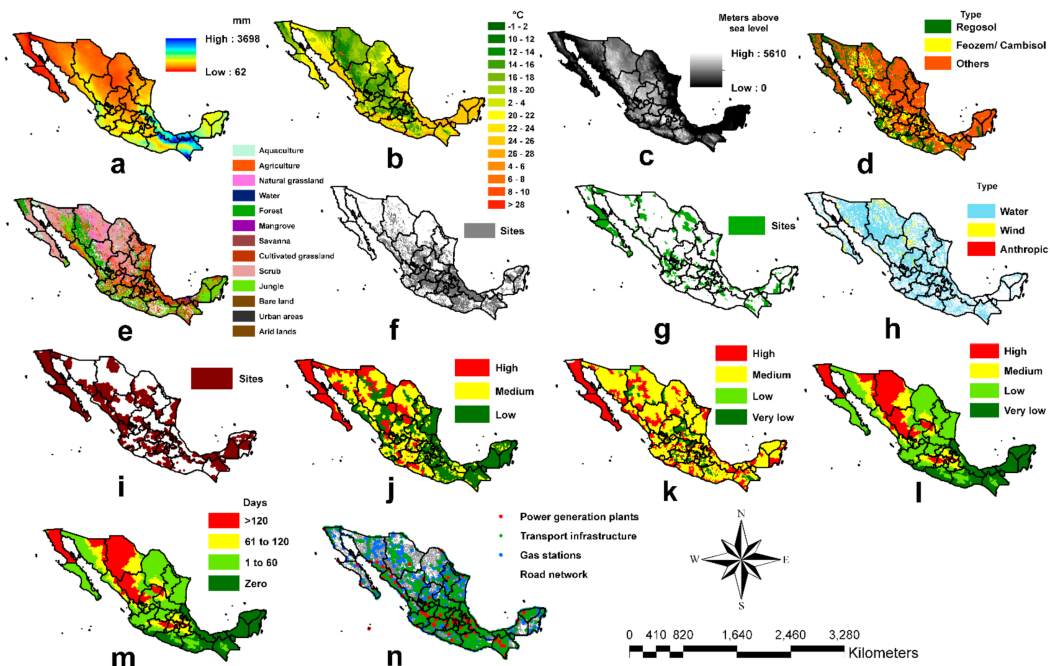 mm
High : 3698
Low : 62
a
°C
-1 - 2
10 - 12
12 - 14
14 - 16
16 - 18
18 - 20
2 - 4
20 - 22
22 - 24
24 - 26
26 - 28
4 - 6
6 - 8
8 - 10
> 28
b
Meters above
sea level
High : 5610
Low : 0
c
Type
Regosol
Feozem/ Cambisol
Others
d
Aquaculture
Agriculture
Natural grassland
Water
Forest
Mangrove
Savanna
Cultivated grassland
Scrub
Jungle
Bare land
Urban areas
Arid lands
e
Sites
f
Sites
g
Type
Water
Wind
Anthropic
h
Sites
i
High
Medium
Low
j
High
Medium
Low
Very low
k
High
Medium
Low
Very low
l
Days
>120
61 to 120
1 to 60
Zero
m
Power generation plants
Transport infrastructure
Gas stations
Road network
n
N
W E
S
0 410 820 1,640 2,460 3,280
Kilometers